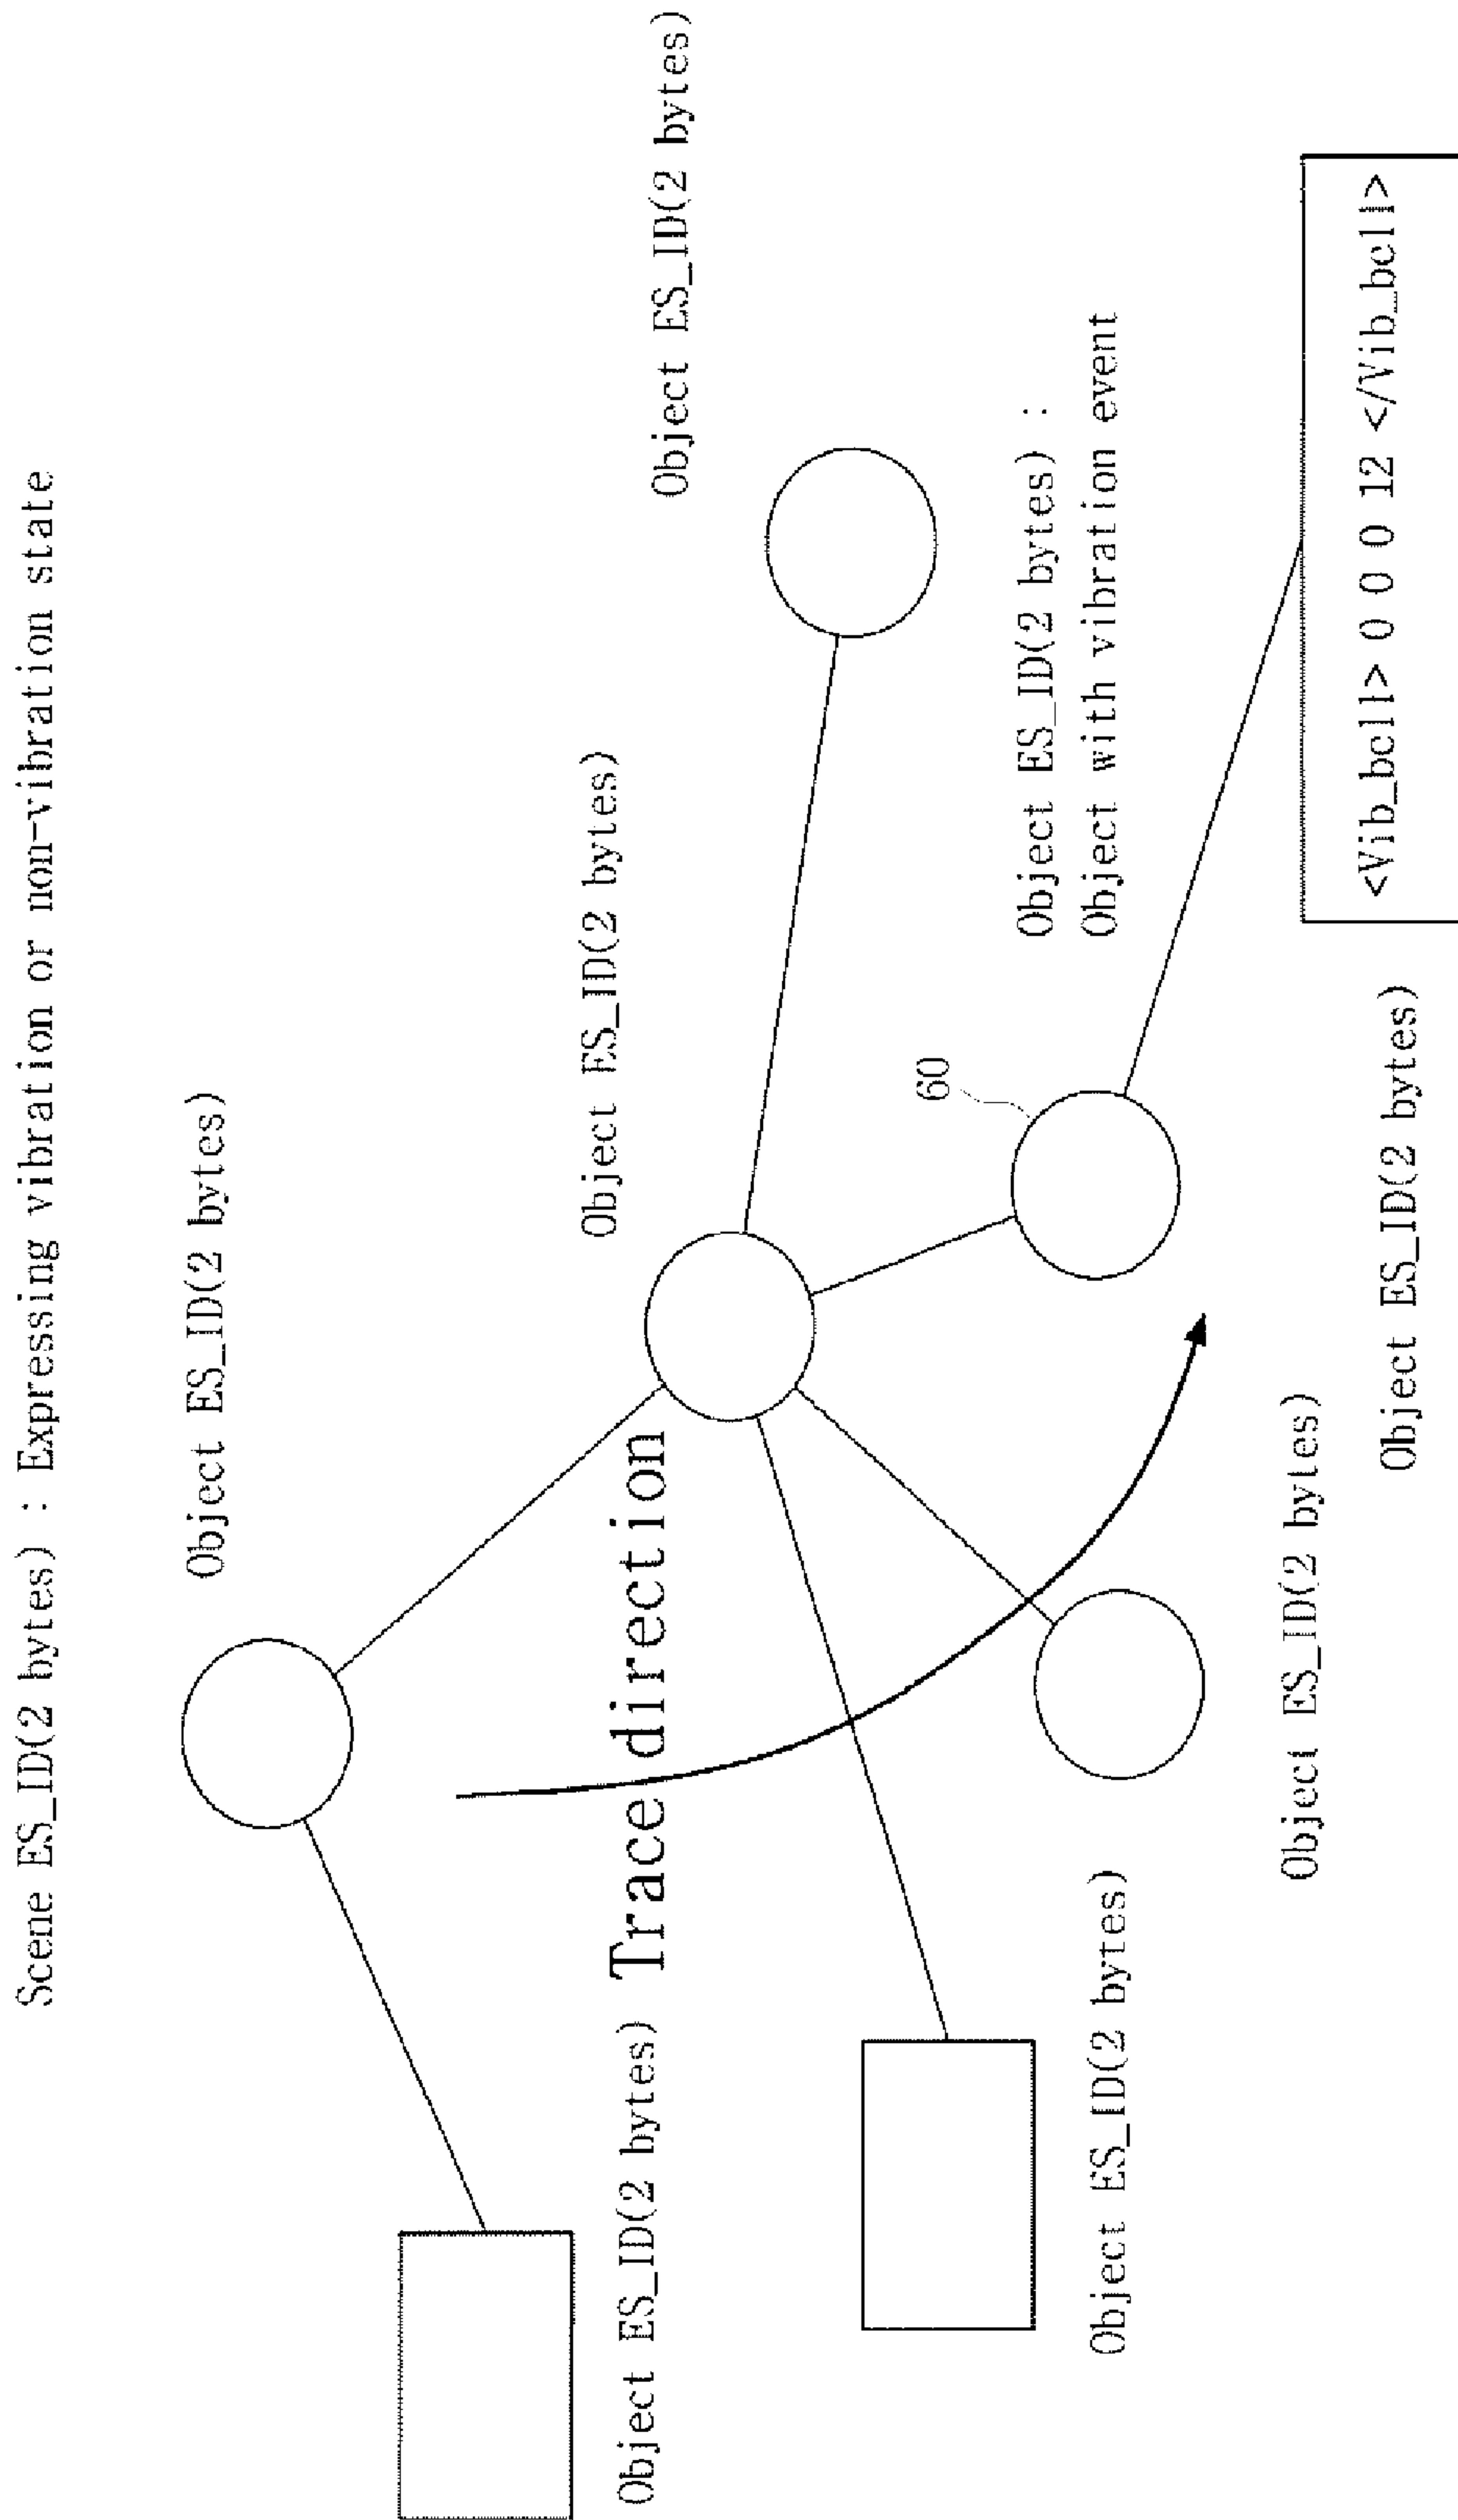 Scene ES_ID(2 bytes) : Expressing vibration or non-vibration state
Object ES_ID(2 bytes)
Object ES_ID(2 bytes)
Object ES_ID(2 bytes)
Trace direction
Object ES_ID(2 bytes)
60
Object ES_ID(2 bytes) :
Object with vibration event
Object ES_ID(2 bytes)
Object ES_ID(2 bytes)
<Vib_bcll> 0 0 0 12 </Vib_bcll>
Object ES_ID(2 bytes)